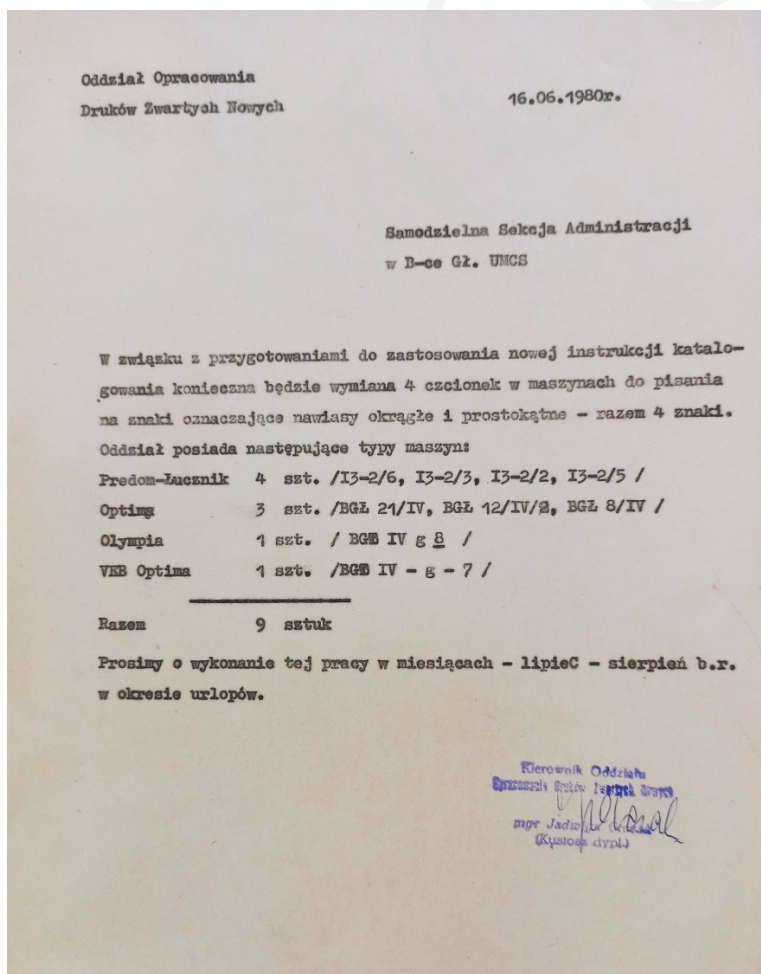 Oddział Opracowania
Druków Zwartych Nowych
16.06.1980r.
Samodzielna Sekcja Administracji
w B-ce Gł. UMCS
W związku z przygotowaniami do zastosowania nowej instrukcji katalo-
gowania konieczna będzie wymiana 4 czcionek w maszynach do pisania
na znaki oznaczające nawiasy okrągłe i prostokątne - razem 4 znaki.
Oddział posiada następujące typy maszyn:
Predom-Łucznik 4 szt. /I3-2/6, I3-2/3, I3-2/2, I3-2/5 /
Optima 3 szt. /BGŁ 21/IV, BGŁ 12/IV/2, BGŁ 8/IV /
Olympia 1 szt. / BGŁ IV g 8 /
VEB Optima 1 szt. /BGŁ IV - g - 7 /
Razem 9 sztuk
Prosimy o wykonanie tej pracy w miesiącach - lipieC - sierpień b.r.
w okresie urlopów.
Kierownik Oddziału
Opracowania Druków Zwartych Nowych
mgr
(Kustosz dypl.)